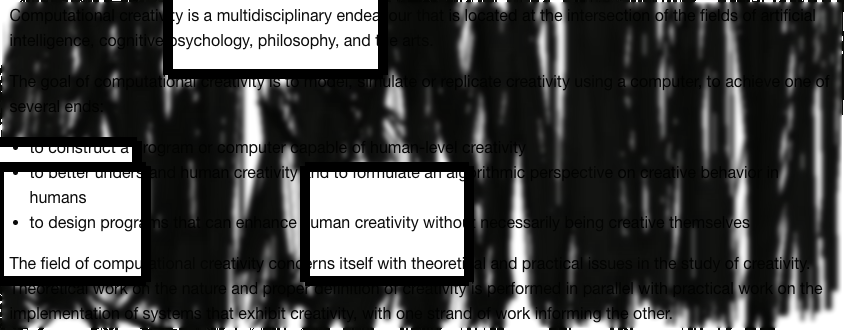 Computational creativity is a multidisciplinary endeavour that is located at the intersection of the fields of artificial
intelligence, cognitive psychology, philosophy, and the arts.
The goal of computational creativity is to model, simulate or replicate creativity using a computer, to achieve one of
several ends:
• to construct a program or computer capable of human-level creativity
• to better understand human creativity and to formulate an algorithmic perspective on creative behavior in
humans
• to design programs that can enhance human creativity without necessarily being creative themselves
The field of computational creativity concerns itself with theoretical and practical issues in the study of creativity.
Theoretical work on the nature and proper definition of creativity is performed in parallel with practical work on the
implementation of systems that exhibit creativity, with one strand of work informing the other.